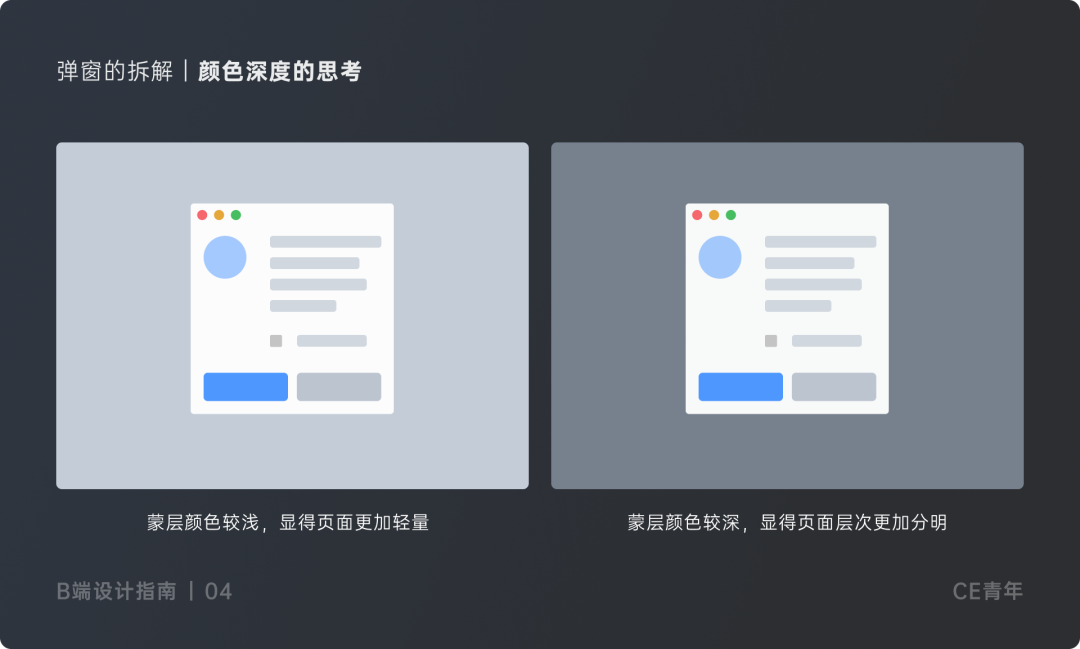 弹窗的拆解｜颜色深度的思考
蒙层颜色较浅，显得页面更加轻量
蒙层颜色较深，显得页面层次更加分明
B端设计指南｜04
CE青年